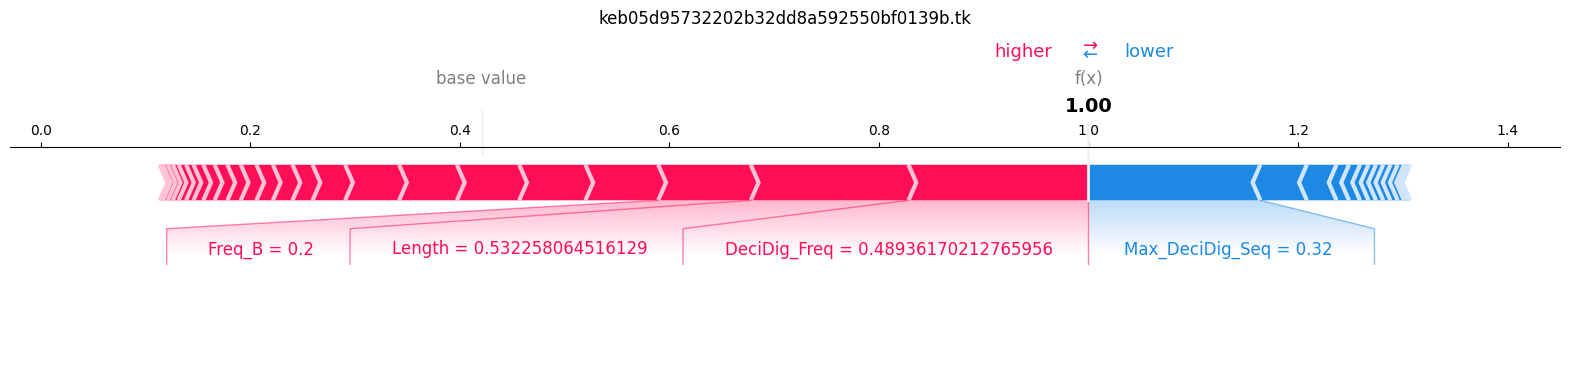 keb05d95732202b32dd8a592550bf0139b.tk
higher ⇄ lower
base value f(x)
1.00
0.0 0.2 0.4 0.6 0.8 1.0 1.2 1.4
Freq_B = 0.2 Length = 0.532258064516129 DeciDig_Freq = 0.48936170212765956 Max_DeciDig_Seq = 0.32